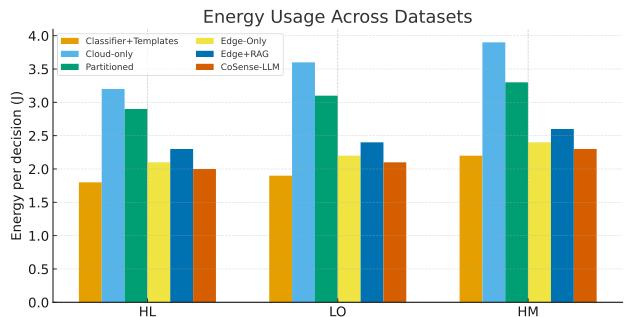 Energy Usage Across Datasets
Classifier+Templates
Cloud-only
Partitioned
Edge-Only
Edge+RAG
CoSense-LLM
Energy per decision (J)
4.0
3.5
3.0
2.5
2.0
1.5
1.0
0.5
0.0
HL LO HM